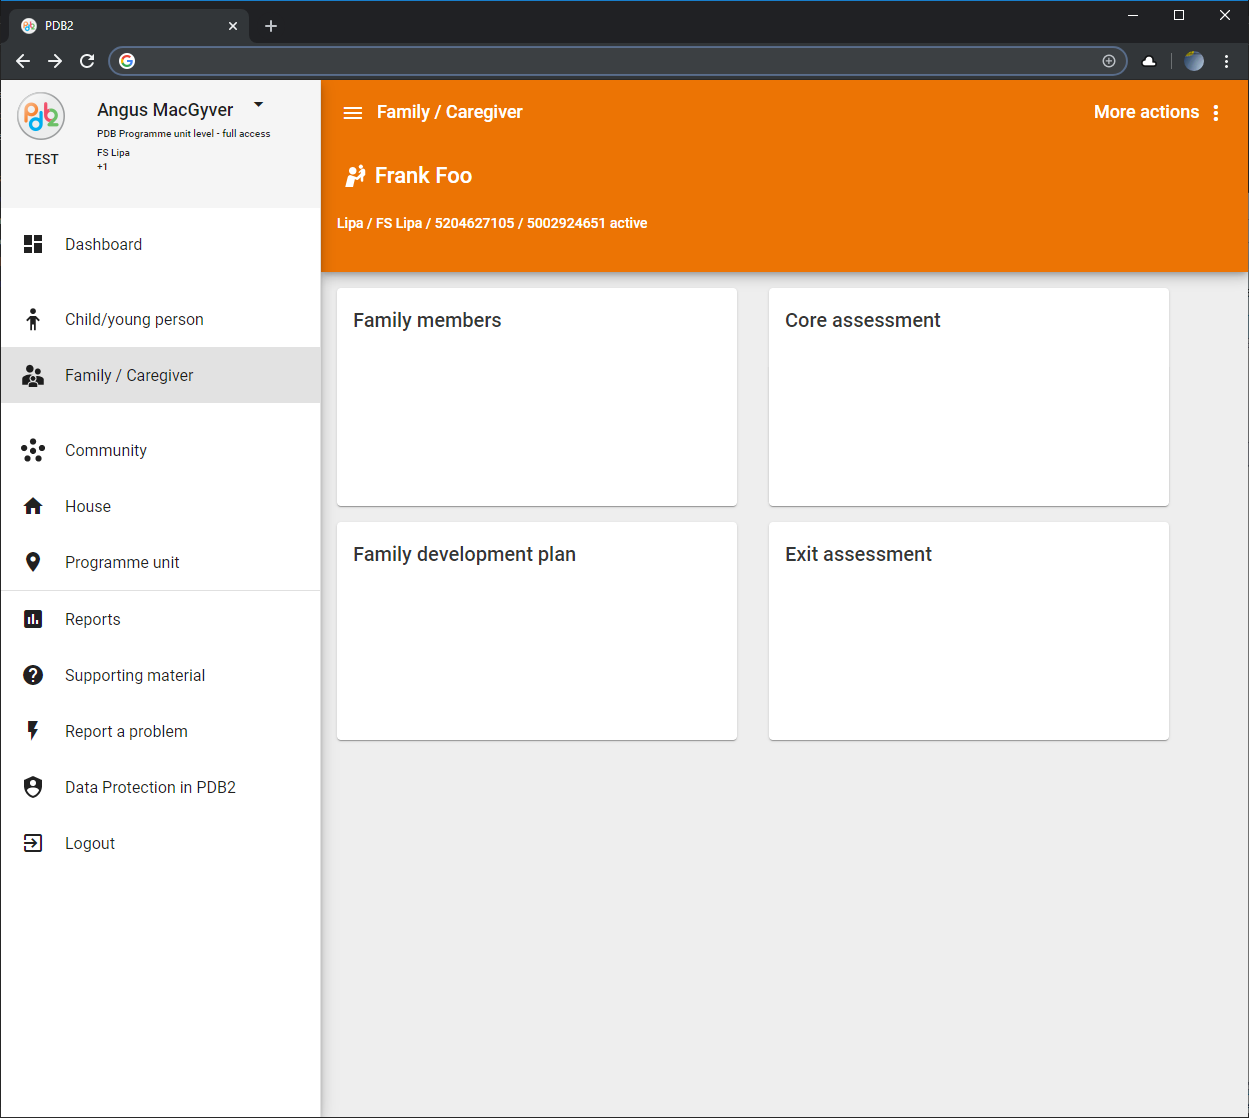 PDB2
Angus MacGyver
PDB Programme unit level - full access
FS Lipa
+1
TEST
Dashboard
Child/young person
Family / Caregiver
Community
House
Programme unit
Reports
Supporting material
Report a problem
Data Protection in PDB2
Logout
Family / Caregiver
More actions
Frank Foo
Lipa / FS Lipa / 5204627105 / 5002924651 active
Family members
Core assessment
Family development plan
Exit assessment